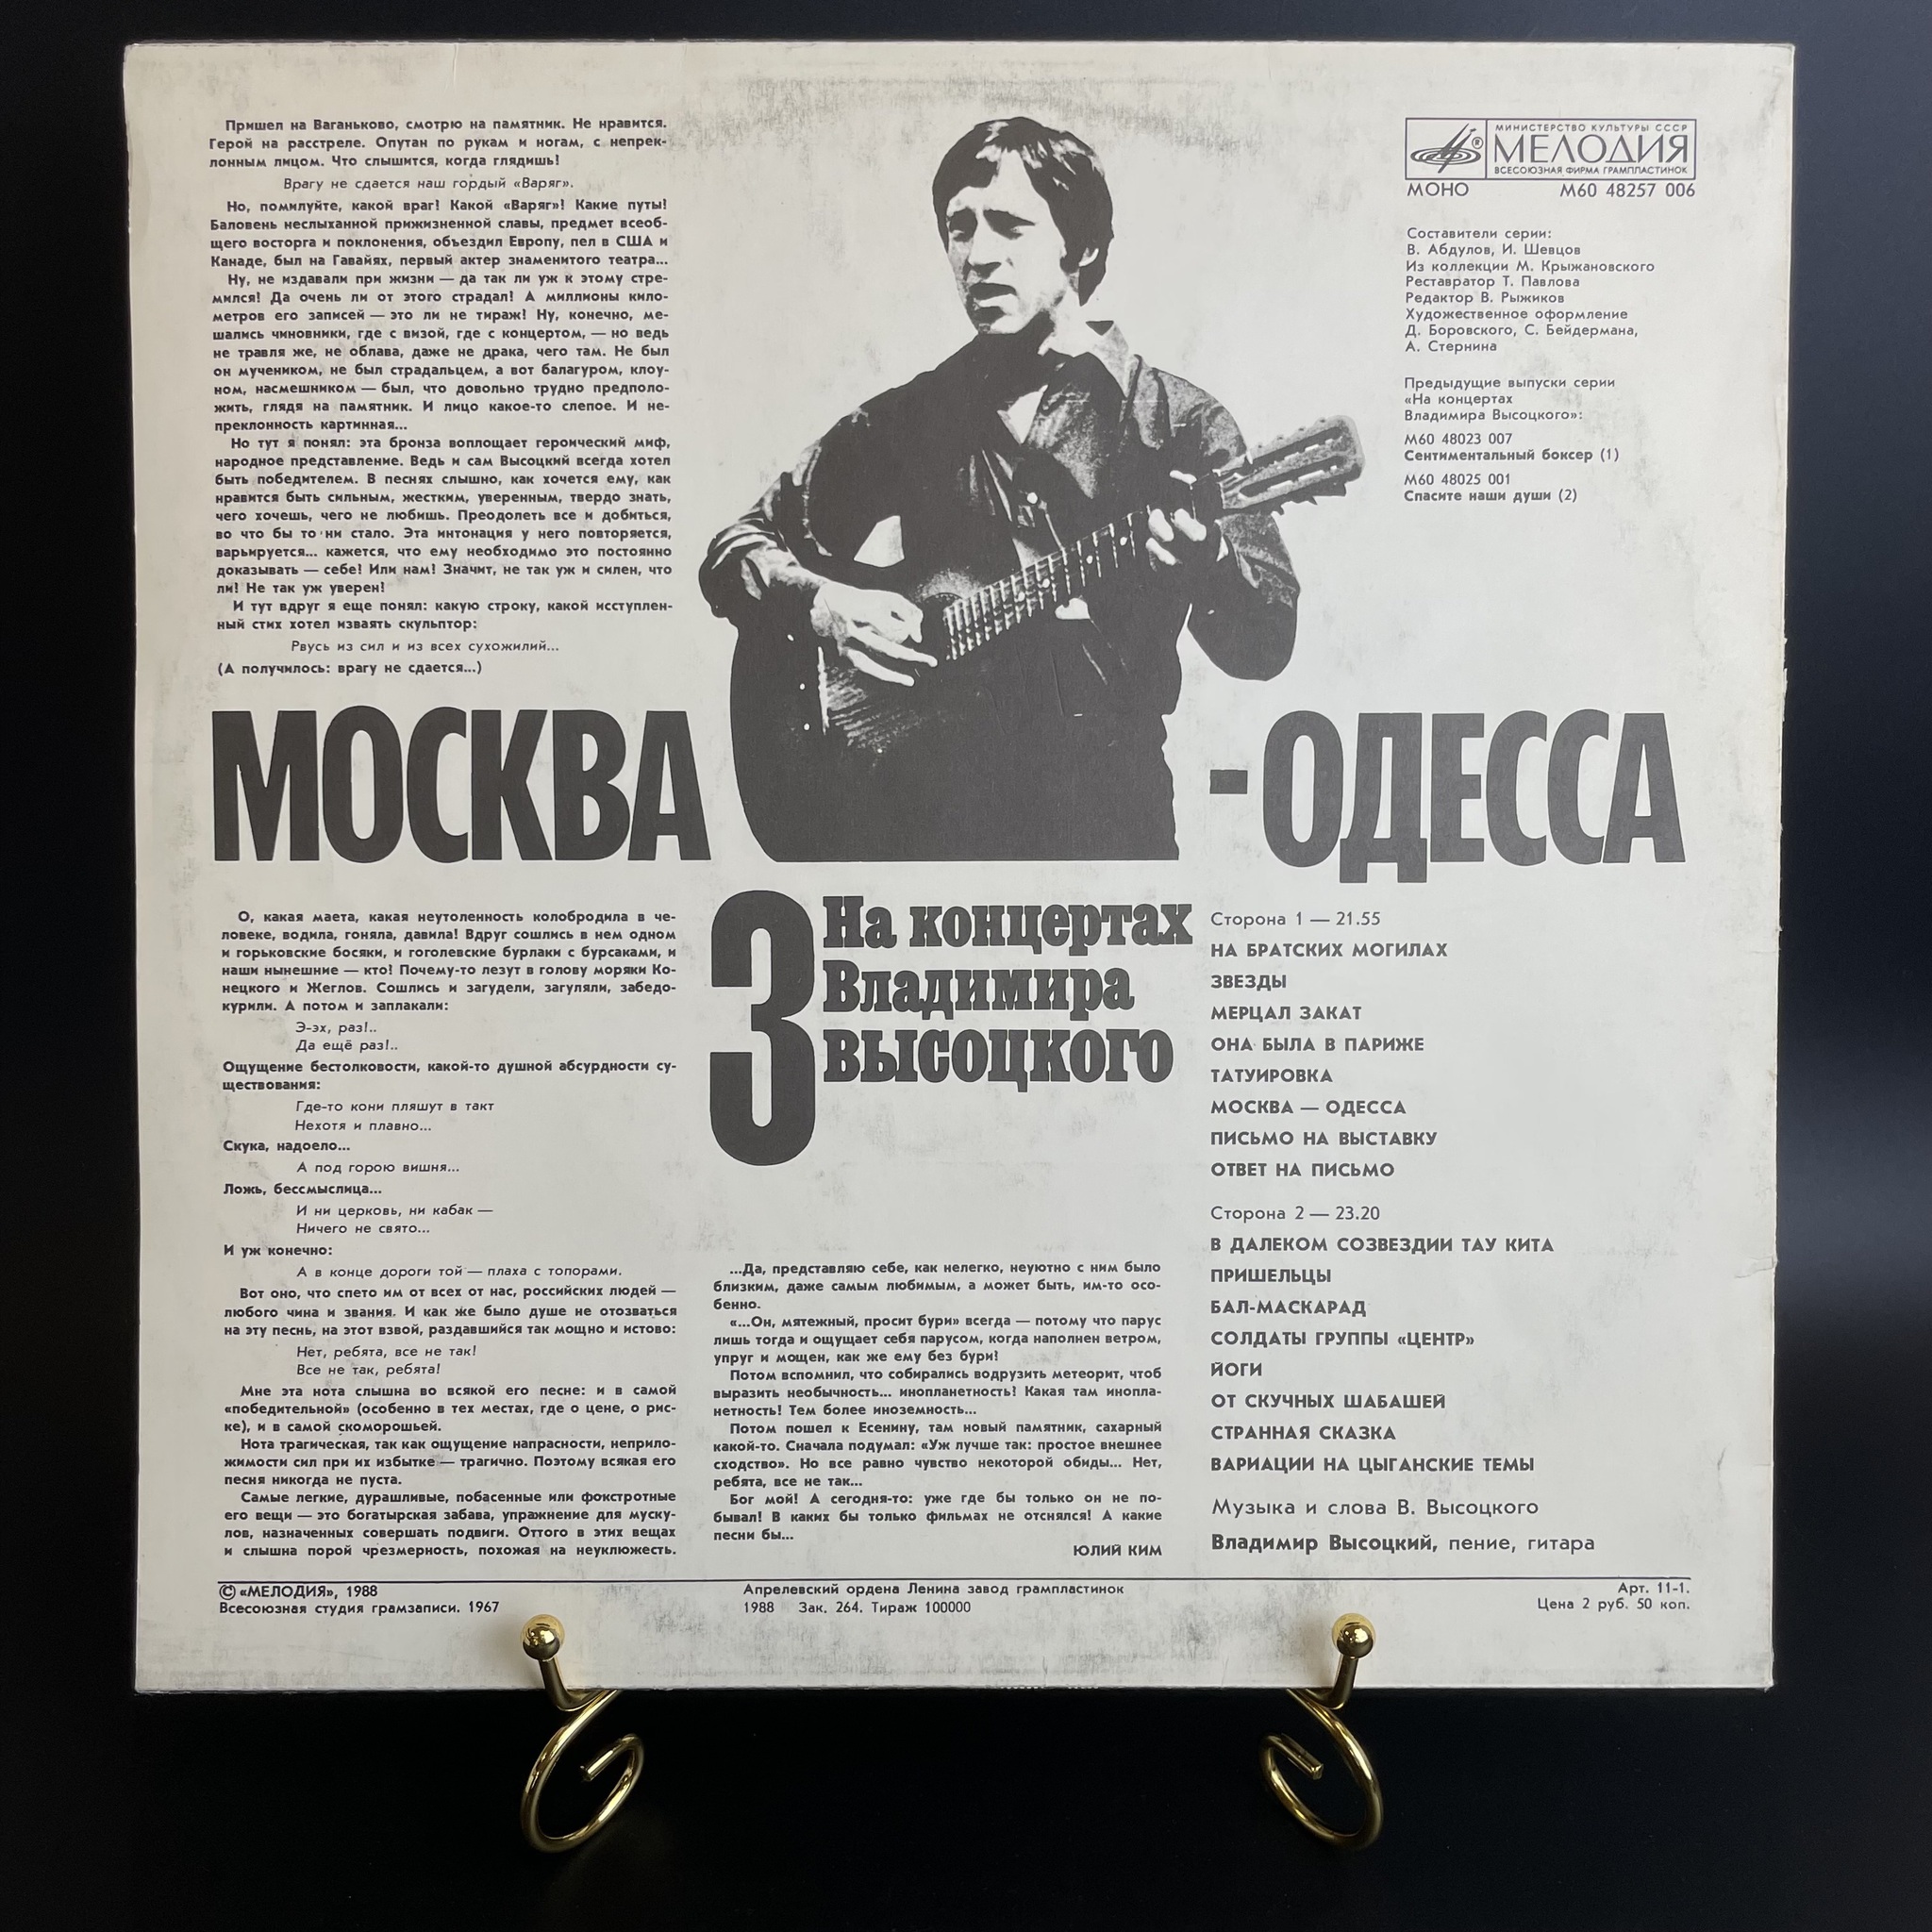 Пришел на Ваганьково, смотрю на памятник. Не нравится.
Герой на расстреле. Опутан по рукам и ногам, с непрек-
лонным лицом. Что слышится, когда глядишь!
Врагу не сдается наш гордый «Варяг».
Но, помилуйте, какой враг! Какой «Варяг»! Какие путы!
Баловень неслыханной прижизненной славы, предмет всеоб-
щего восторга и поклонения, объездил Европу, пел в США и
Канаде, был на Гавайях, первый актер знаменитого театра...
Ну, не издавали при жизни — да так ли уж к этому стре-
мился! Да очень ли от этого страдал! А миллионы кило-
метров его записей — это ли не тираж! Ну, конечно, ме-
шались чиновники, где с визой, где с концертом, — но ведь
не травля же, не облава, даже не драка, чего там. Не был
он мучеником, не был страдальцем, а вот балагуром, клоу-
ном, насмешником — был, что довольно трудно предполо-
жить, глядя на памятник. И лицо какое-то слепое. И не-
преклонность картинная...
Но тут я понял: эта бронза воплощает героический миф,
народное представление. Ведь и сам Высоцкий всегда хотел
быть победителем. В песнях слышно, как хочется ему, как
нравится быть сильным, жестким, уверенным, твердо знать,
чего хочешь, чего не любишь. Преодолеть все и добиться,
во что бы то ни стало. Эта интонация у него повторяется,
варьируется... кажется, что ему необходимо это постоянно
доказывать — себе! Или нам! Значит, не так уж и силен, что
ли! Не так уж уверен!
И тут вдруг я еще понял: какую строку, какой исступлен-
ный стих хотел изваять скульптор:
Рвусь из сил и из всех сухожилий...
(А получилось: врагу не сдается...)
МИНИСТЕРСТВО КУЛЬТУРЫ СССР
® МЕЛОДИЯ
ВСЕСОЮЗНАЯ ФИРМА ГРАМПЛАСТИНОК
МОНО М60 48257 006
Составители серии:
В. Абдулов, И. Шевцов
Из коллекции М. Крыжановского
Реставратор Т. Павлова
Редактор В. Рыжиков
Художественное оформление
Д. Боровского, С. Бейдермана,
А. Стернина
Предыдущие выпуски серии
«На концертах
Владимира Высоцкого»:
М60 48023 007
Сентиментальный боксер (1)
М60 48025 001
Спасите наши души (2)
МОСКВА -ОДЕССА
3
На концертах
Владимира
Высоцкого
О, какая маета, какая неутоленность колобродила в че-
ловеке, водила, гоняла, давила! Вдруг сошлись в нем одном
и горьковские босяки, и гоголевские бурлаки с бурсаками, и
наши нынешние — кто! Почему-то лезут в голову моряки Ко-
нецкого и Жеглов. Сошлись и загудели, загуляли, забедо-
курили. А потом и заплакали:
Э-эх, раз!..
Да ещё раз!..
Ощущение бестолковости, какой-то душной абсурдности су-
ществования:
Где-то кони пляшут в такт
Нехотя и плавно...
Скука, надоело...
А под горою вишня...
Ложь, бессмыслица...
И ни церковь, ни кабак —
Ничего не свято...
И уж конечно:
А в конце дороги той — плаха с топорами.
Вот оно, что спето им от всех от нас, российских людей —
любого чина и звания. И как же было душе не отозваться
на эту песнь, на этот взвой, раздавшийся так мощно и истово:
Нет, ребята, все не так!
Все не так, ребята!
Мне эта нота слышна во всякой его песне: и в самой
«победительной» (особенно в тех местах, где о цене, о рис-
ке), и в самой скоморошьей.
Нота трагическая, так как ощущение напрасности, неприло-
жимости сил при их избытке — трагично. Поэтому всякая его
песня никогда не пуста.
Самые легкие, дурашливые, побасенные или фокстротные
его вещи — это богатырская забава, упражнение для муску-
лов, назначенных совершать подвиги. Оттого в этих вещах
и слышна порой чрезмерность, похожая на неуклюжесть.
...Да, представляю себе, как нелегко, неуютно с ним было
близким, даже самым любимым, а может быть, им-то осо-
бенно.
«...Он, мятежный, просит бури» всегда — потому что парус
лишь тогда и ощущает себя парусом, когда наполнен ветром,
упруг и мощен, как же ему без бури!
Потом вспомнил, что собирались водрузить метеорит, чтоб
выразить необычность... инопланетность! Какая там инопла-
нетность! Тем более иноземность...
Потом пошел к Есенину, там новый памятник, сахарный
какой-то. Сначала подумал: «Уж лучше так: простое внешнее
сходство». Но все равно чувство некоторой обиды... Нет,
ребята, все не так...
Бог мой! А сегодня-то: уже где бы только он не по-
бывал! В каких бы только фильмах не отснялся! А какие
песни бы...
ЮЛИЙ КИМ
Сторона 1 — 21.55
НА БРАТСКИХ МОГИЛАХ
ЗВЕЗДЫ
МЕРЦАЛ ЗАКАТ
ОНА БЫЛА В ПАРИЖЕ
ТАТУИРОВКА
МОСКВА — ОДЕССА
ПИСЬМО НА ВЫСТАВКУ
ОТВЕТ НА ПИСЬМО
Сторона 2 — 23.20
В ДАЛЕКОМ СОЗВЕЗДИИ ТАУ КИТА
ПРИШЕЛЬЦЫ
БАЛ-МАСКАРАД
СОЛДАТЫ ГРУППЫ «ЦЕНТР»
ЙОГИ
ОТ СКУЧНЫХ ШАБАШЕЙ
СТРАННАЯ СКАЗКА
ВАРИАЦИИ НА ЦЫГАНСКИЕ ТЕМЫ
Музыка и слова В. Высоцкого
Владимир Высоцкий, пение, гитара
© «МЕЛОДИЯ», 1988
Всесоюзная студия грамзаписи. 1967
Апрелевский ордена Ленина завод грампластинок
1988 Зак. 264. Тираж 100000
Арт. 11-1.
Цена 2 руб. 50 коп.